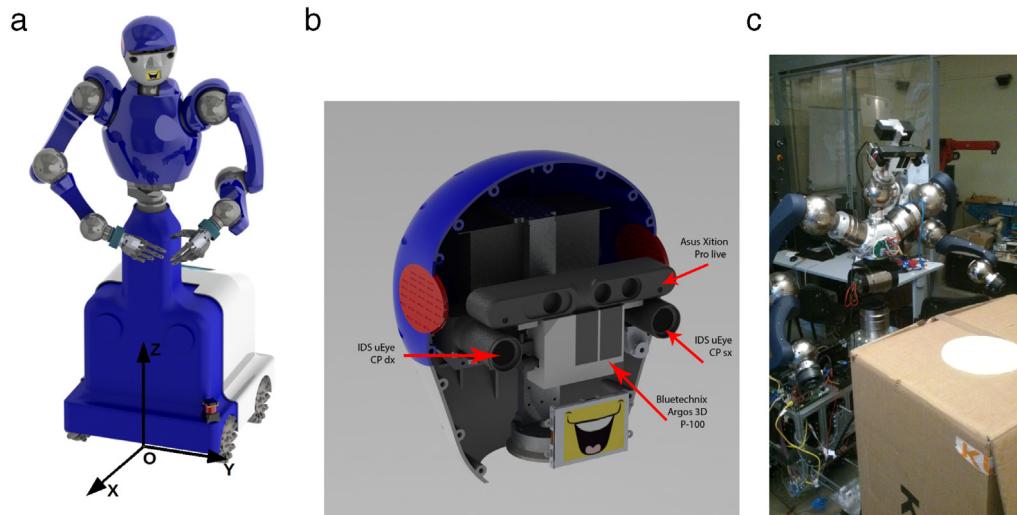 a
b
c
Z
O
X
Y
Asus Xition
Pro live
IDS uEye
CP dx
IDS uEye
CP sx
Bluetechnix
Argos 3D
P-100